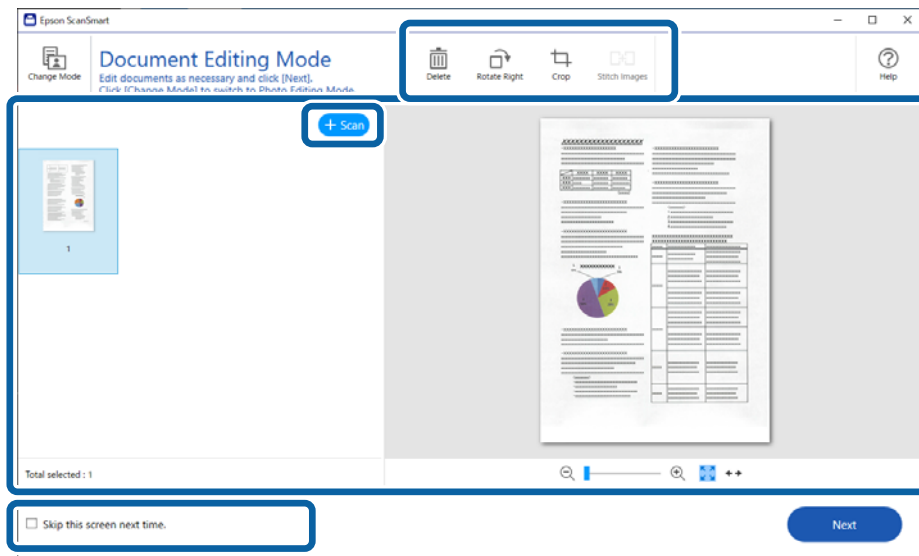 Epson ScanSmart
Change Mode
Document Editing Mode
Edit documents as necessary and click [Next].
Click [Change Mode] to switch to Photo Editing Mode
Delete
Rotate Right
Crop
Stitch Images
Help
+ Scan
1
Total selected : 1
Skip this screen next time.
Next